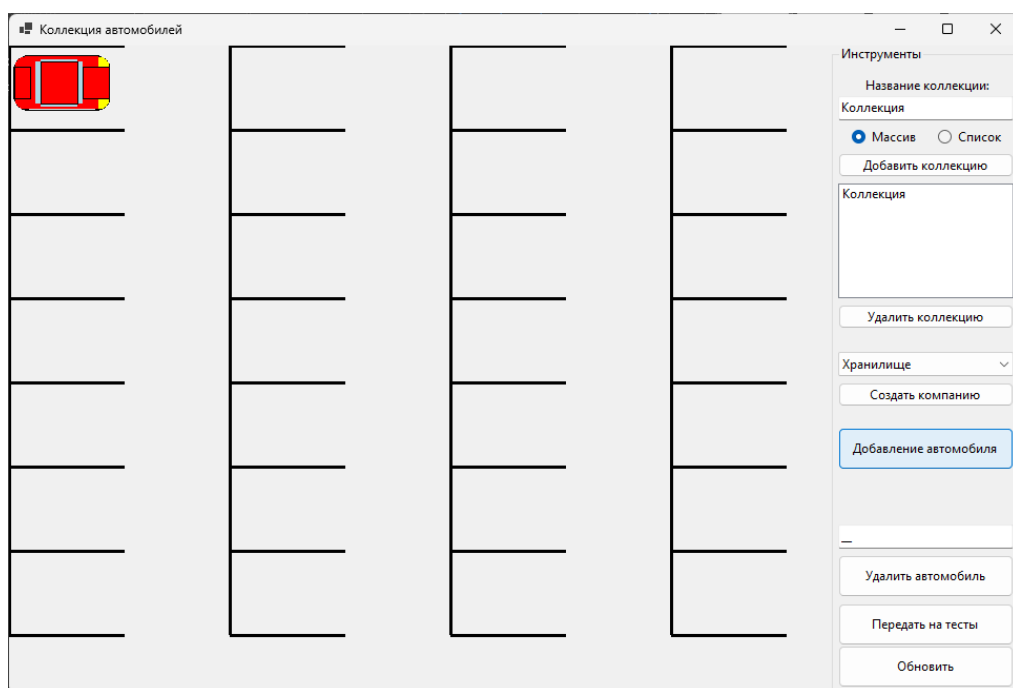 Коллекция автомобилей
Инструменты
Название коллекции:
Коллекция
Массив Список
Добавить коллекцию
Коллекция
Удалить коллекцию
Хранилище
Создать компанию
Добавление автомобиля
_
Удалить автомобиль
Передать на тесты
Обновить